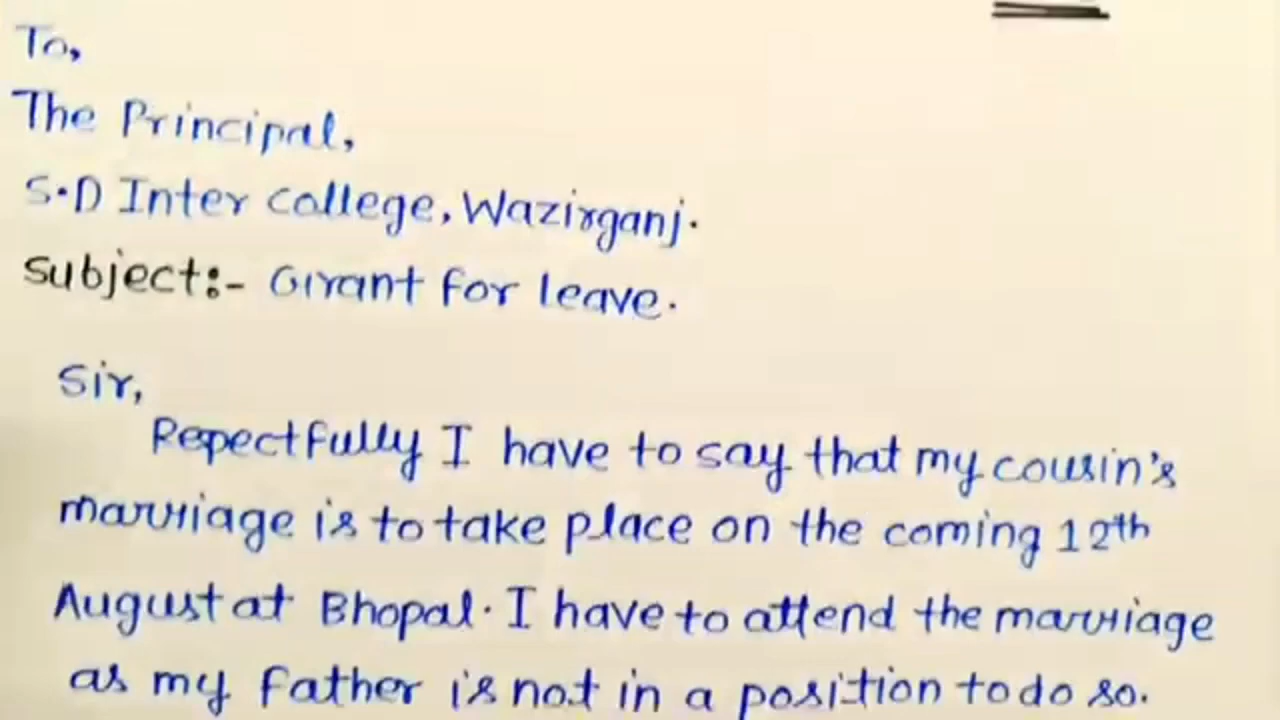 To,
The Principal,
S.D Inter college, Wazirganj.
Subject:- Grant for leave.
Sir,
Repectfully I have to say that my cousin's
marriage is to take place on the coming 12th
August at Bhopal. I have to attend the marriage
as my father is not in a position to do so.